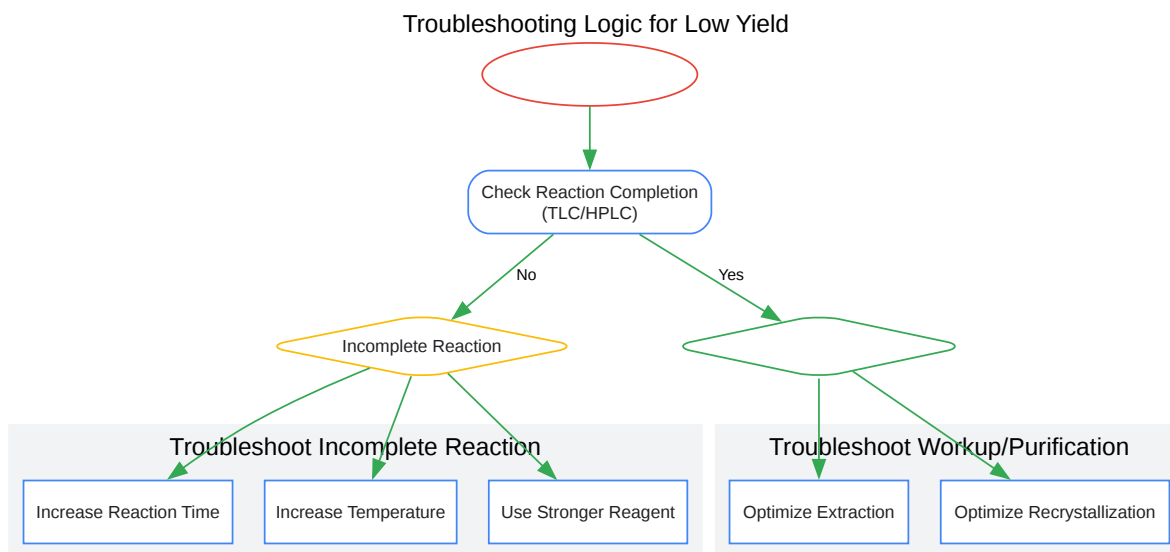 Troubleshooting Logic for Low Yield
Check Reaction Completion
(TLC/HPLC)
No
Yes
Incomplete Reaction
Troubleshoot Incomplete Reaction
Troubleshoot Workup/Purification
Increase Reaction Time
Increase Temperature
Use Stronger Reagent
Optimize Extraction
Optimize Recrystallization